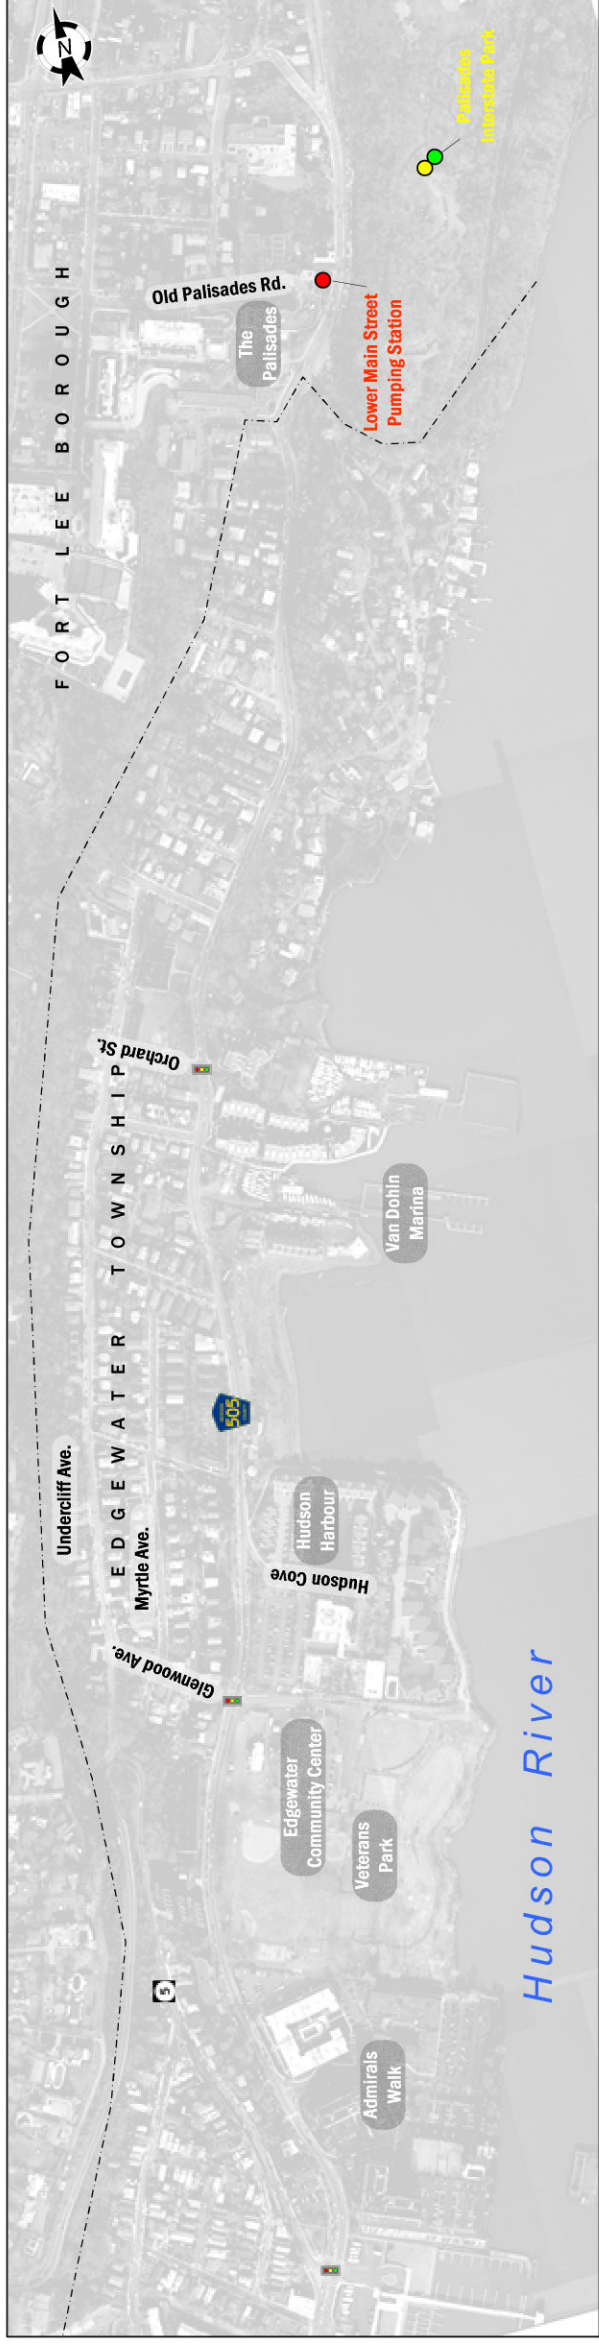 N
FORT LEE BOROUGH
Palisades
Interstate Park
Old Palisades Rd.
The
Palisades
Lower Main Street
Pumping Station
Orchard St.
EDGEWATER TOWNSHIP
Van Dohin
Marina
505
Undercliff Ave.
Myrtle Ave.
Hudson
Harbour
Hudson Cove
Glenwood Ave.
Edgewater
Community Center
Veterans
Park
Hudson River
5
Admirals
Walk